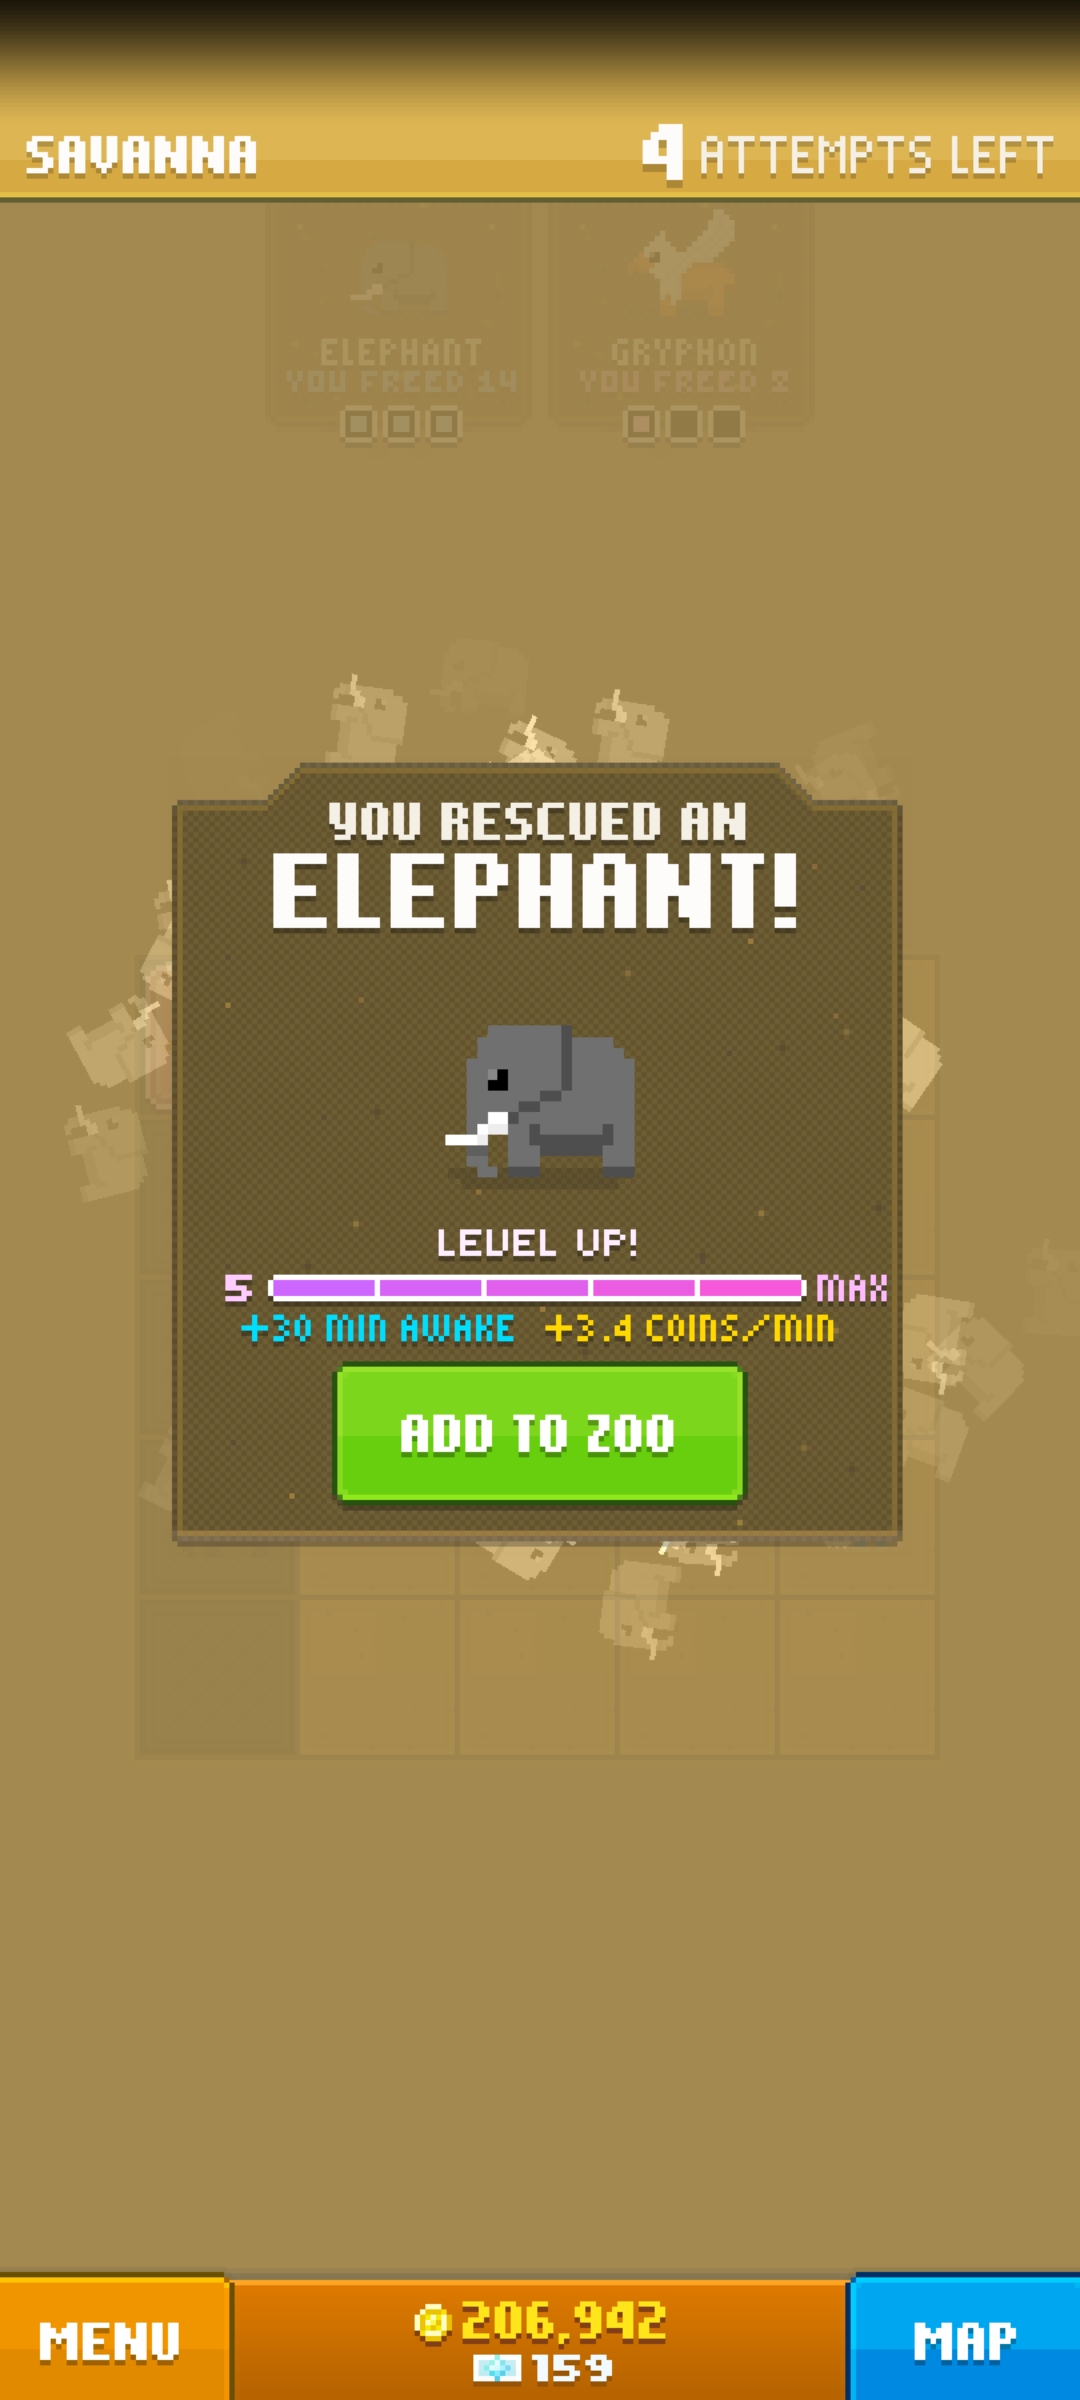 SAVANNA
4 ATTEMPTS LEFT
ELEPHANT
YOU FREED 14
GRYPHON
YOU FREED 8
YOU RESCUED AN
ELEPHANT!
LEVEL UP!
5 MAX
+30 MIN AWAKE +3.4 COINS/MIN
ADD TO ZOO
MENU
206,942
159
MAP